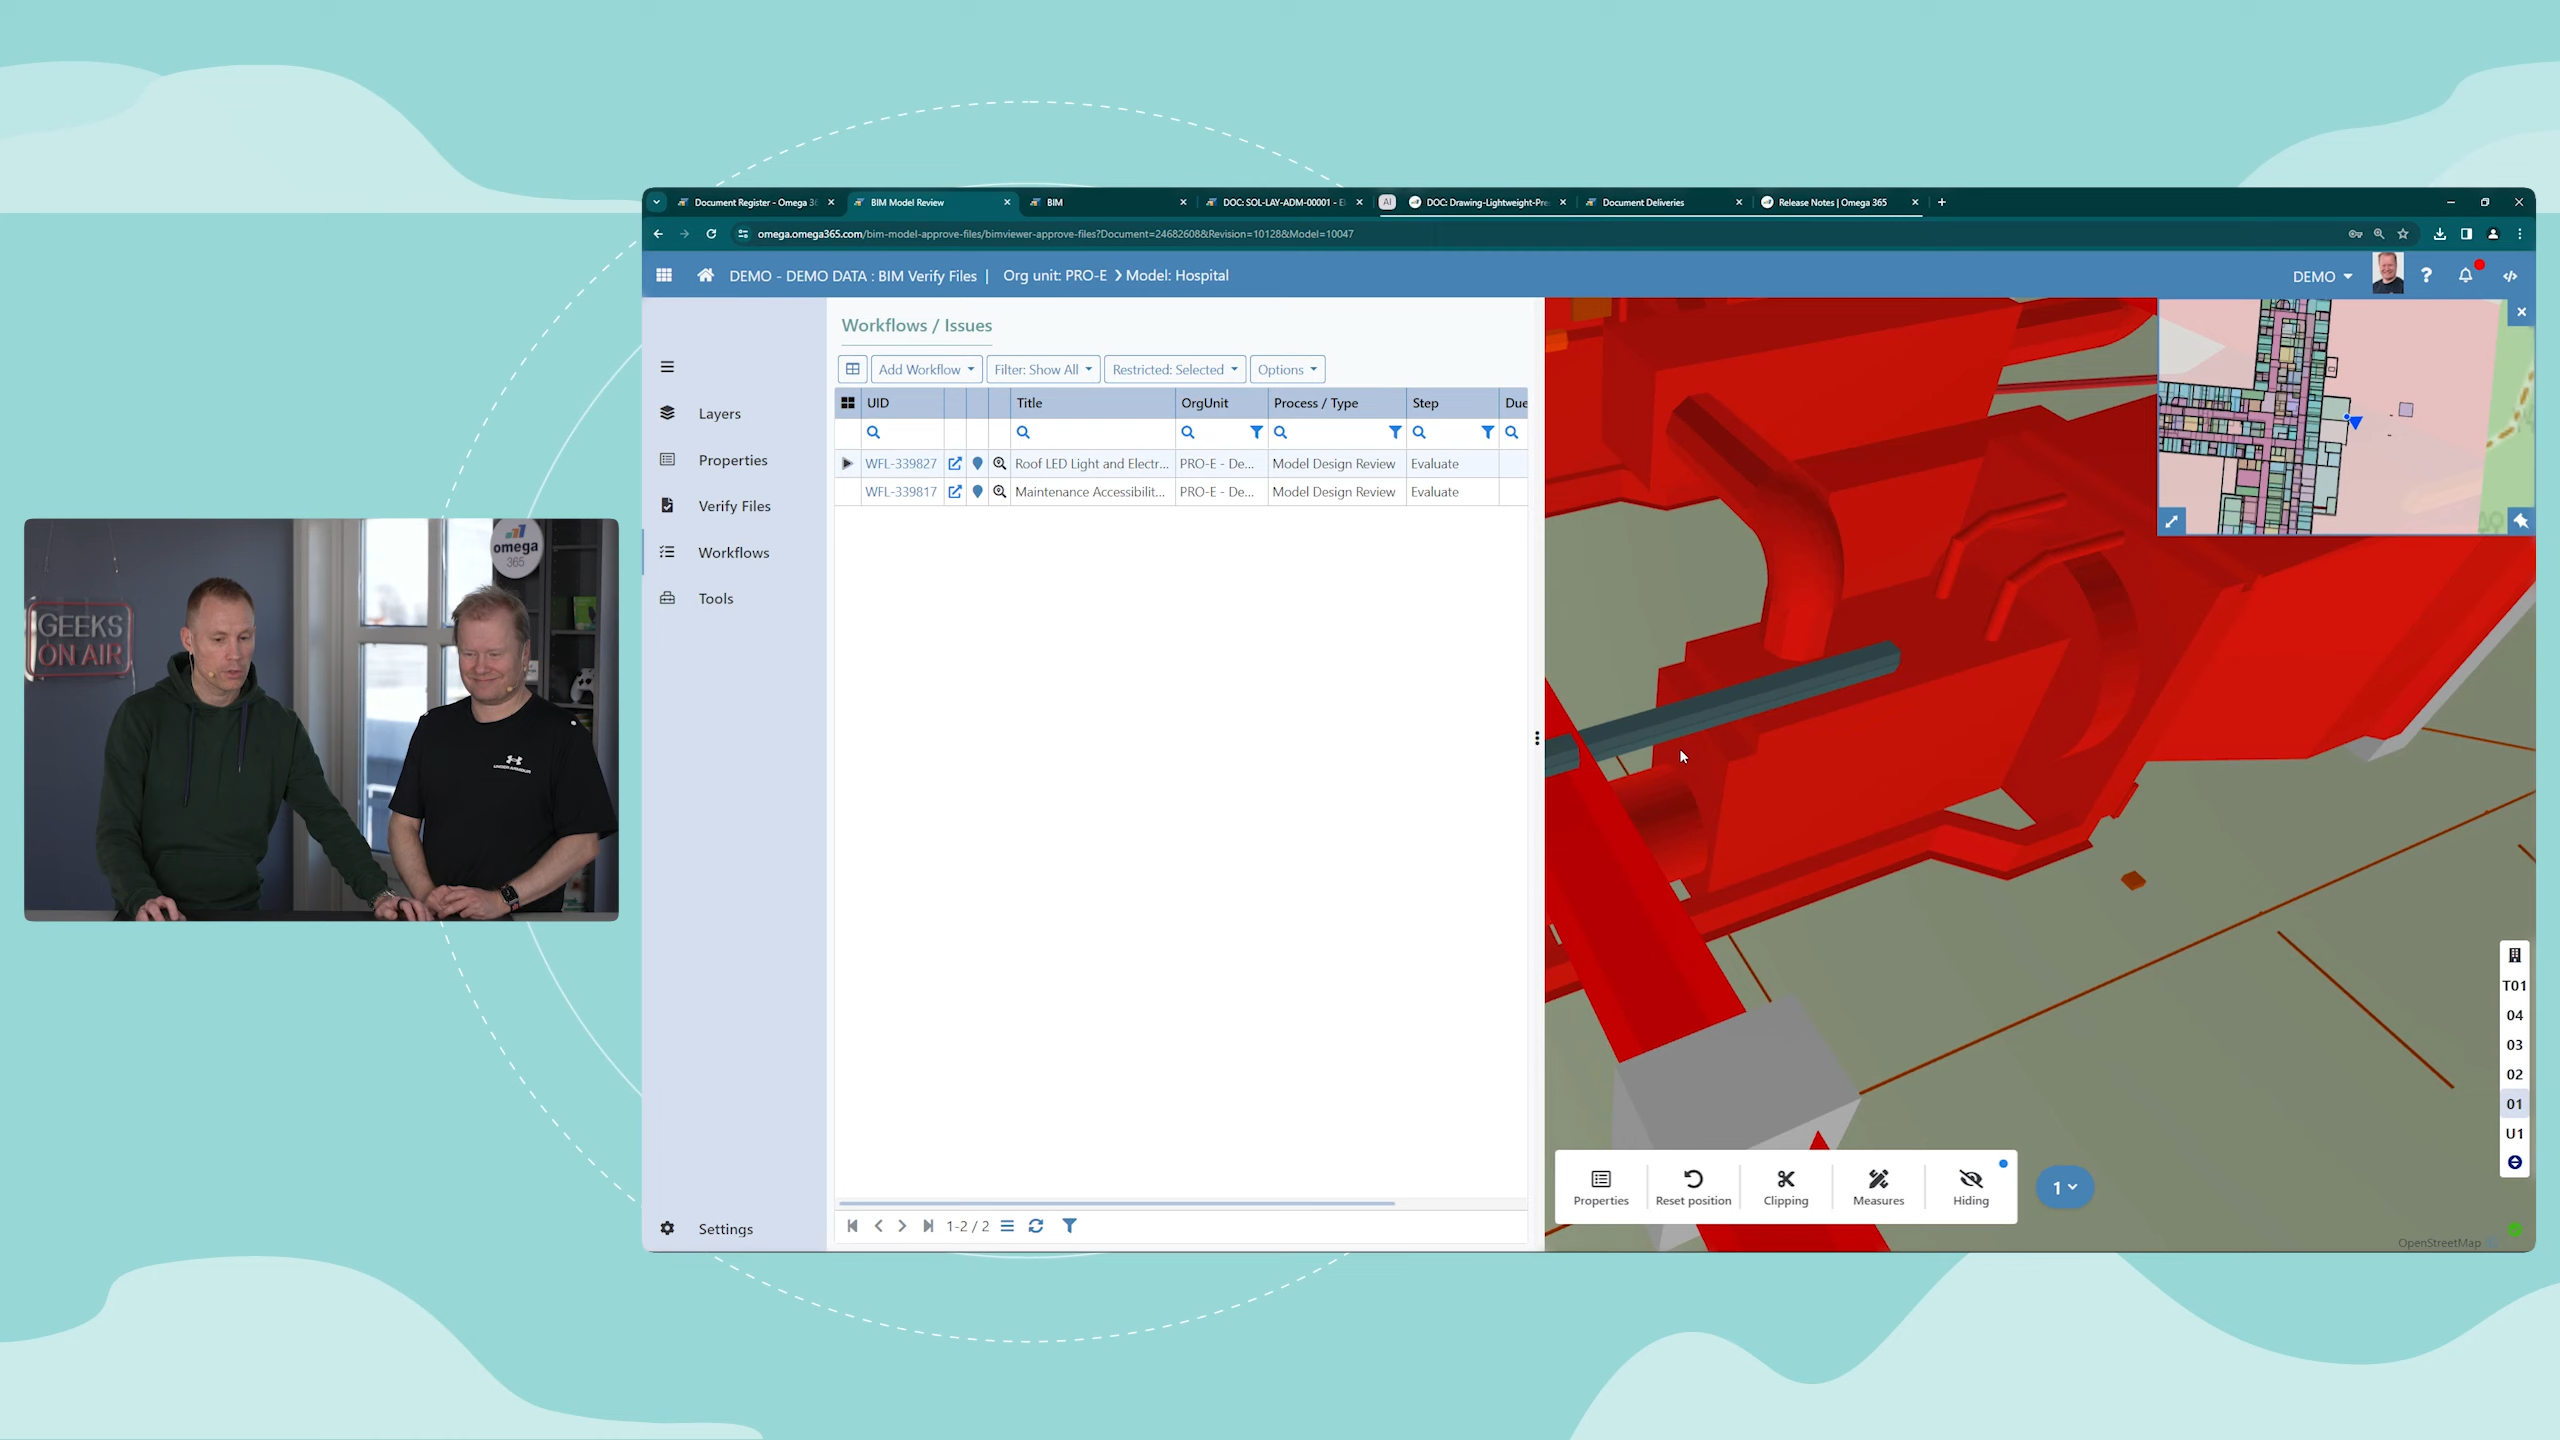 Document Register - Omega 36
BIM Model Review
BIM
DOC: SOL-LAY-ADM-00001 - El
AI
DOC: Drawing-Lightweight-Pre
Document Deliveries
Release Notes | Omega 365
omega.omega365.com/bim-model-approve-files/bimviewer-approve-files?Document=24682608&Revision=10128&Model=10047
DEMO - DEMO DATA : BIM Verify Files | Org unit: PRO-E > Model: Hospital
DEMO
Workflows / Issues
Layers
Properties
Verify Files
Workflows
Tools
Settings
Add Workflow
Filter: Show All
Restricted: Selected
Options
UID Title OrgUnit Process / Type Step Due
WFL-339827 Roof LED Light and Electr... PRO-E - De... Model Design Review Evaluate
WFL-339817 Maintenance Accessibilit... PRO-E - De... Model Design Review Evaluate
1-2 / 2
Properties
Reset position
Clipping
Measures
Hiding
1
T01
04
03
02
01
U1
OpenStreetMap
GEEKS
ON AIR
omega
365
UNDER ARMOUR